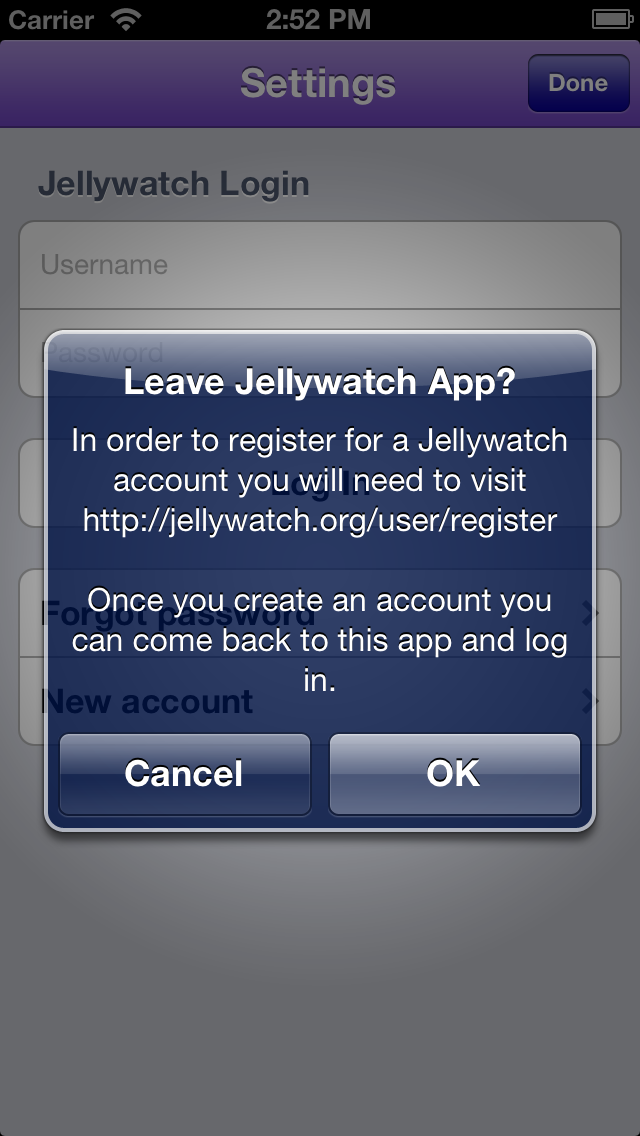 Carrier 2:52 PM
Settings Done
Jellywatch Login
Username
Password
Leave Jellywatch App?
In order to register for a Jellywatch
account you will need to visit
http://jellywatch.org/user/register
Log In
Once you create an account you
can come back to this app and log
in.
Forgot password
New account
Cancel OK